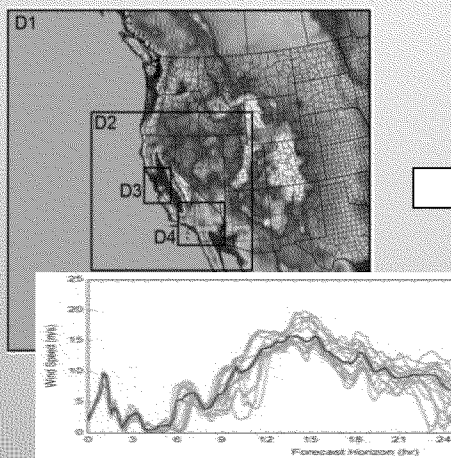 D1
D2
D3
D4
25
20
15
10
5
0
Wind Speed (m/s)
0 3 6 9 12 15 18 21 24
Forecast Horizon (hr)